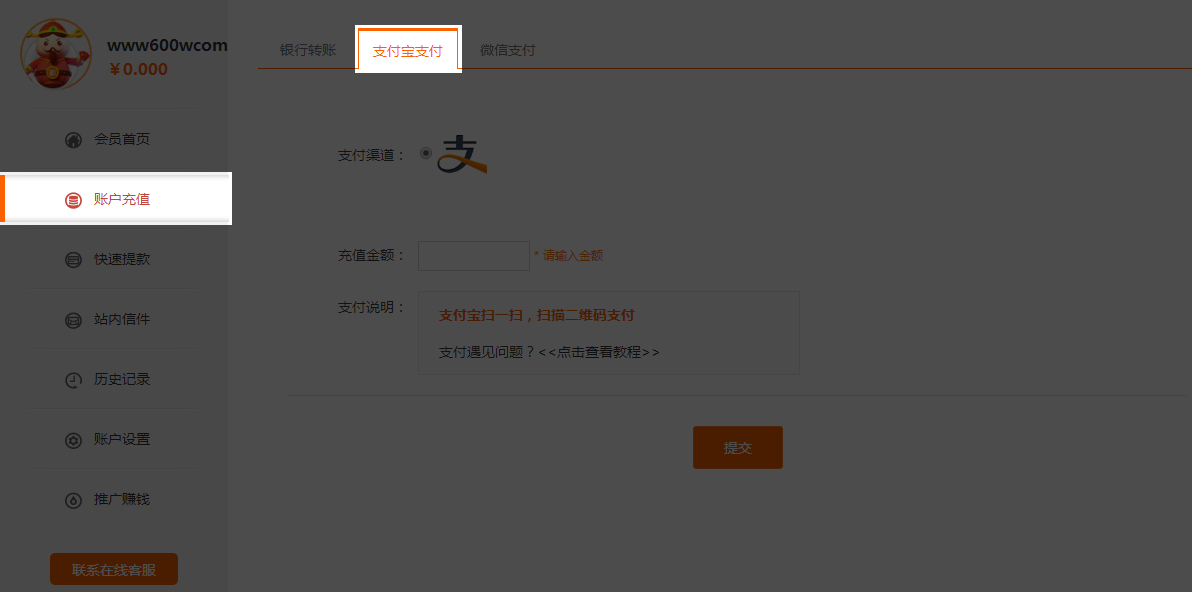 www600wcom
￥0.000
会员首页
账户充值
快速提款
站内信件
历史记录
账户设置
推广赚钱
联系在线客服
银行转账
支付宝支付
微信支付
支付渠道：
支
充值金额：
* 请输入金额
支付说明：
支付宝扫一扫，扫描二维码支付
支付遇见问题？<<点击查看教程>>
提交